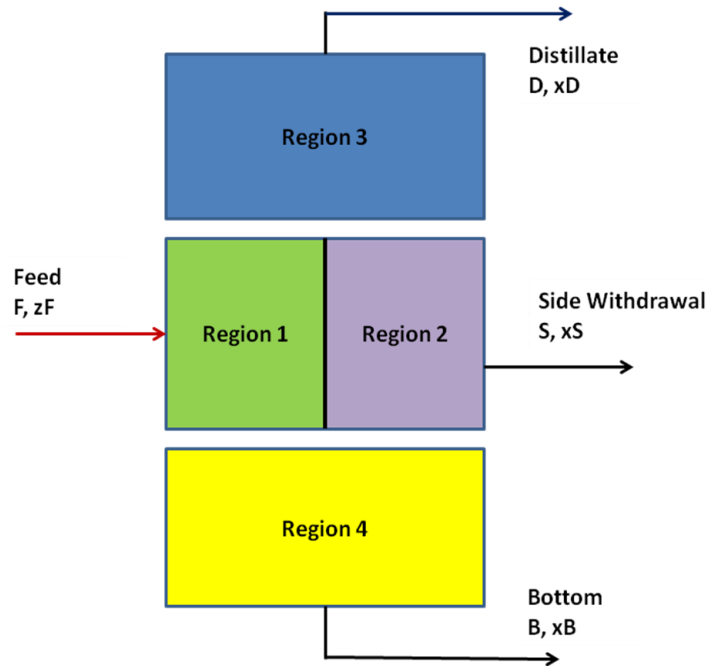 Distillate
D, xD
Region 3
Feed
F, zF
Region 1
Region 2
Side Withdrawal
S, xS
Region 4
Bottom
B, xB